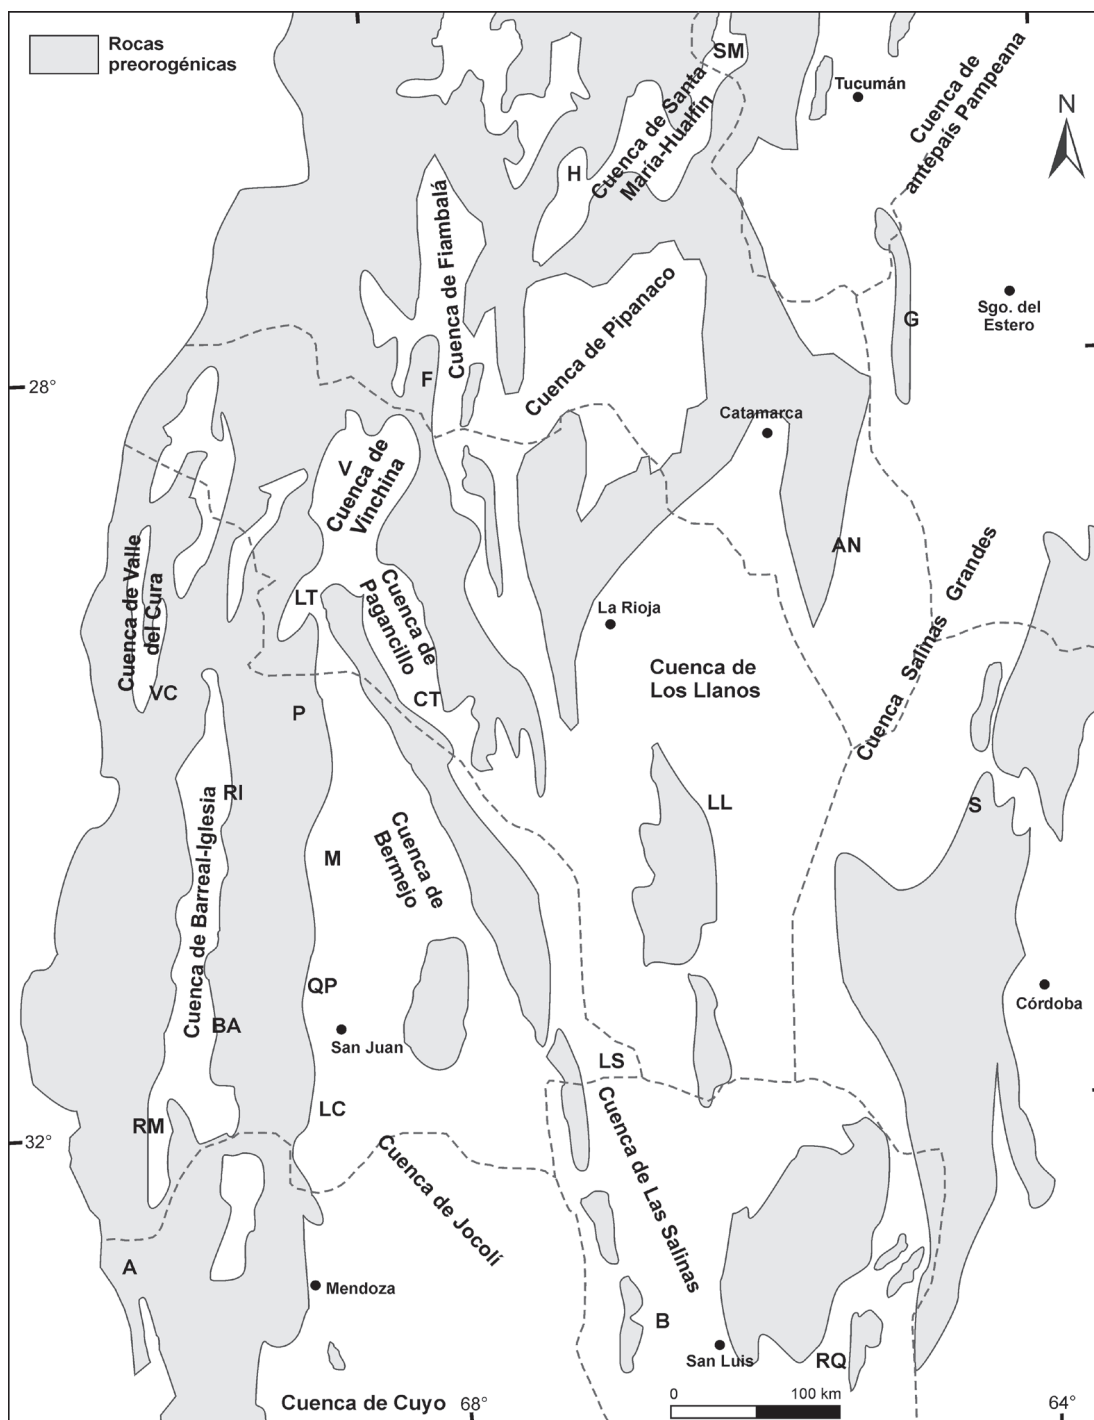 Rocas
preorogénicas
SM
Tucumán
Cuenca de
antepaís Pampeana
N
Cuenca de Santa
María-Hualfín
H
Cuenca de Fiambalá
Cuenca de Pipanaco
G
Sgo. del
Estero
28°
F
Catamarca
V
Cuenca de
Vinchina
AN
Cuenca de Valle
del Cura
VC
LT
Cuenca de
Pagancillo
CT
La Rioja
Cuenca de
Los Llanos
Cuenca Salinas Grandes
P
RI
Cuenca de Barreal-Iglesia
M
Cuenca de
Bermejo
LL
S
QP
BA
San Juan
Córdoba
LS
LC
RM
32°
Cuenca de Jocolí
Cuenca de Las Salinas
A
Mendoza
B
San Luis
RQ
0 100 km
Cuenca de Cuyo
68°
64°